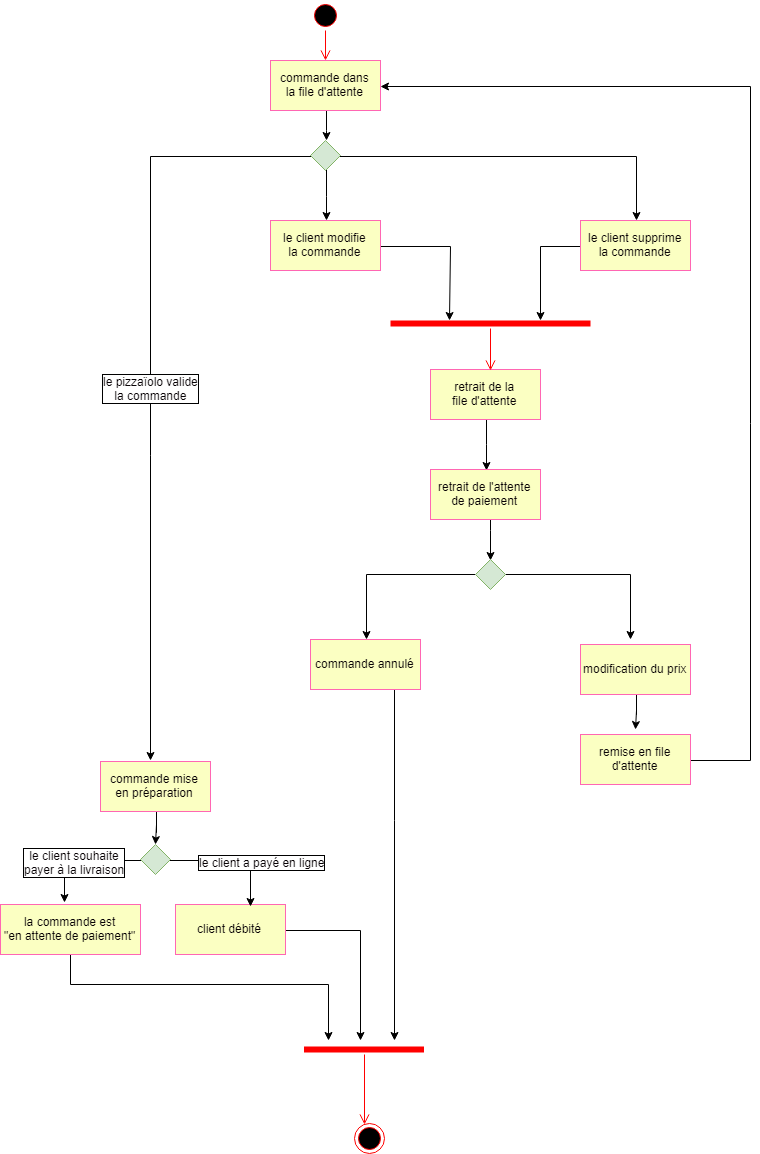 commande dans
la file d'attente
le client modifie
la commande
le client supprime
la commande
le pizzaïolo valide
la commande
retrait de la
file d'attente
retrait de l'attente
de paiement
commande annulé
modification du prix
remise en file
d'attente
commande mise
en préparation
le client souhaite
payer à la livraison
le client a payé en ligne
la commande est
"en attente de paiement"
client débité